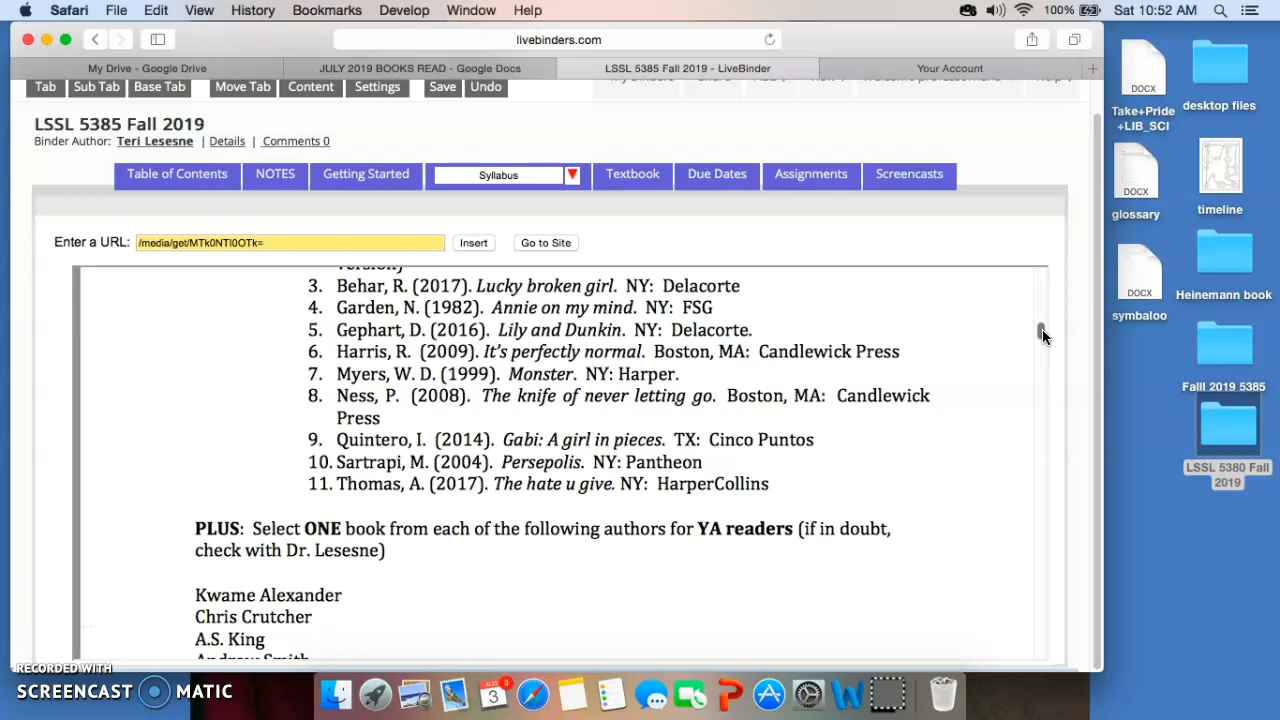 Safari File Edit View History Bookmarks Develop Window Help 100% Sat 10:52 AM
livebinders.com
My Drive - Google Drive JULY 2019 BOOKS READ - Google Docs LSSL 5385 Fall 2019 - LiveBinder Your Account
Tab Sub Tab Base Tab Move Tab Content Settings Save Undo
LSSL 5385 Fall 2019
Binder Author: Teri Lesesne | Details | Comments 0
Table of Contents NOTES Getting Started Syllabus Textbook Due Dates Assignments Screencasts
Enter a URL: /media/get/MTk0NTI0OTk= Insert Go to Site
version)
3. Behar, R. (2017). Lucky broken girl. NY: Delacorte
4. Garden, N. (1982). Annie on my mind. NY: FSG
5. Gephart, D. (2016). Lily and Dunkin. NY: Delacorte.
6. Harris, R. (2009). It's perfectly normal. Boston, MA: Candlewick Press
7. Myers, W. D. (1999). Monster. NY: Harper.
8. Ness, P. (2008). The knife of never letting go. Boston, MA: Candlewick
Press
9. Quintero, I. (2014). Gabi: A girl in pieces. TX: Cinco Puntos
10. Sartrapi, M. (2004). Persepolis. NY: Pantheon
11. Thomas, A. (2017). The hate u give. NY: HarperCollins
PLUS: Select ONE book from each of the following authors for YA readers (if in doubt,
check with Dr. Lesesne)
Kwame Alexander
Chris Crutcher
A.S. King
Andrew Smith
DOCX
Take+Pride
+LIB_SCI
desktop files
DOCX
glossary
timeline
DOCX
symbaloo
Heinemann book
Falll 2019 5385
LSSL 5380 Fall
2019
RECORDED WITH
SCREENCAST MATIC
AUG
3
3